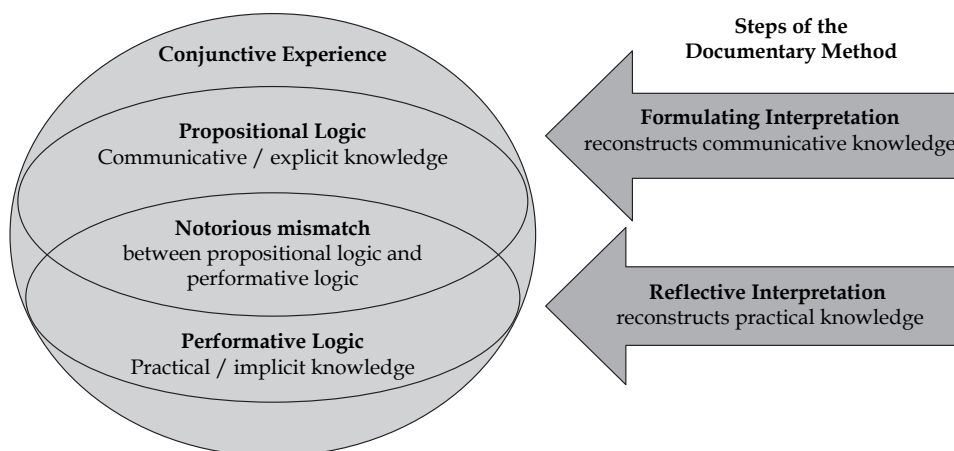 Conjunctive Experience
Propositional Logic
Communicative / explicit knowledge
Notorious mismatch
between propositional logic and
performative logic
Performative Logic
Practical / implicit knowledge
Steps of the
Documentary Method
Formulating Interpretation
reconstructs communicative knowledge
Reflective Interpretation
reconstructs practical knowledge